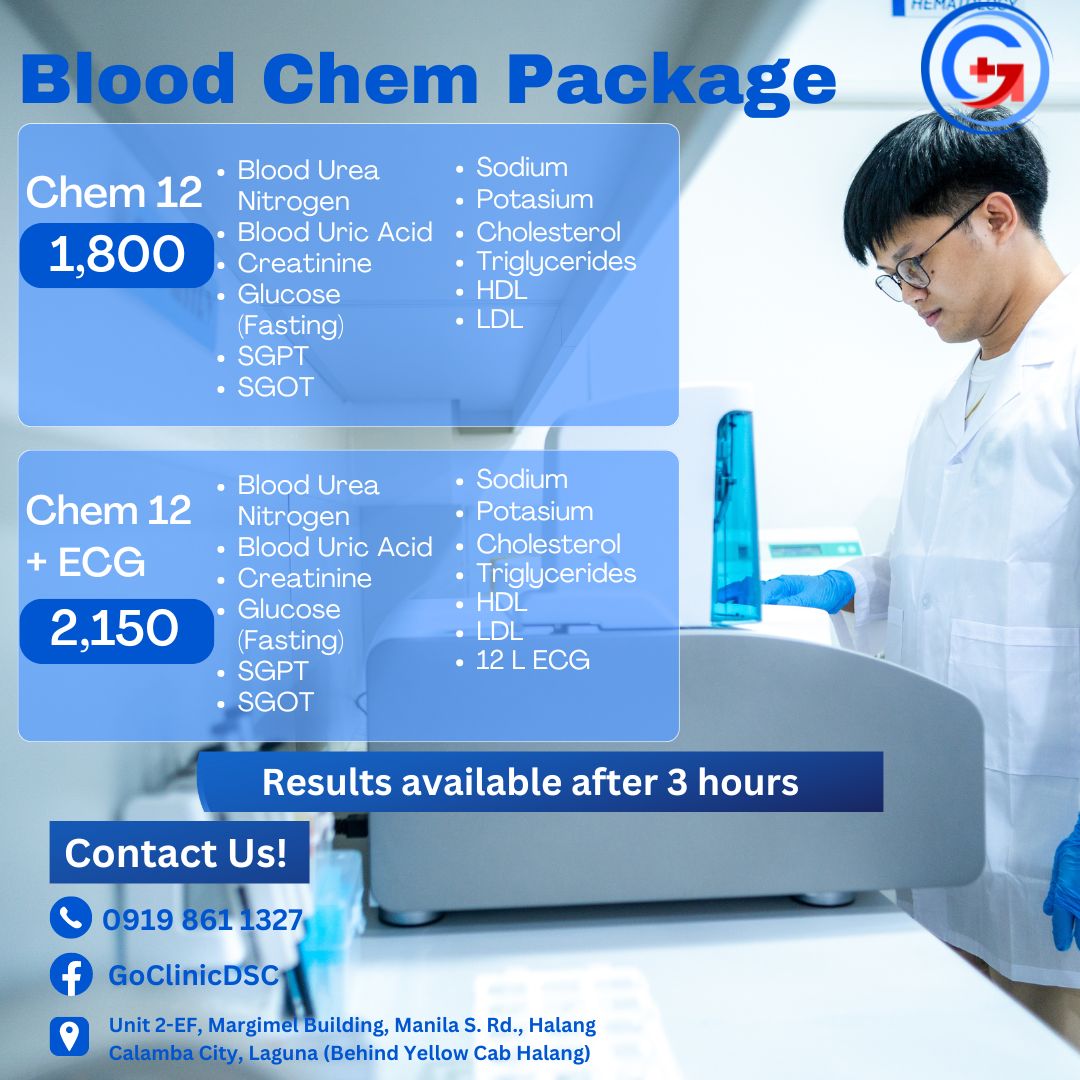 HEMATOLOGY
Blood Chem Package
Chem 12
1,800
Blood Urea
Nitrogen
Blood Uric Acid
Creatinine
Glucose
(Fasting)
SGPT
SGOT
Sodium
Potasium
Cholesterol
Triglycerides
HDL
LDL
Chem 12
+ ECG
2,150
Blood Urea
Nitrogen
Blood Uric Acid
Creatinine
Glucose
(Fasting)
SGPT
SGOT
Sodium
Potasium
Cholesterol
Triglycerides
HDL
LDL
12 L ECG
Results available after 3 hours
Contact Us!
0919 861 1327
GoClinicDSC
Unit 2-EF, Margimel Building, Manila S. Rd., Halang
Calamba City, Laguna (Behind Yellow Cab Halang)